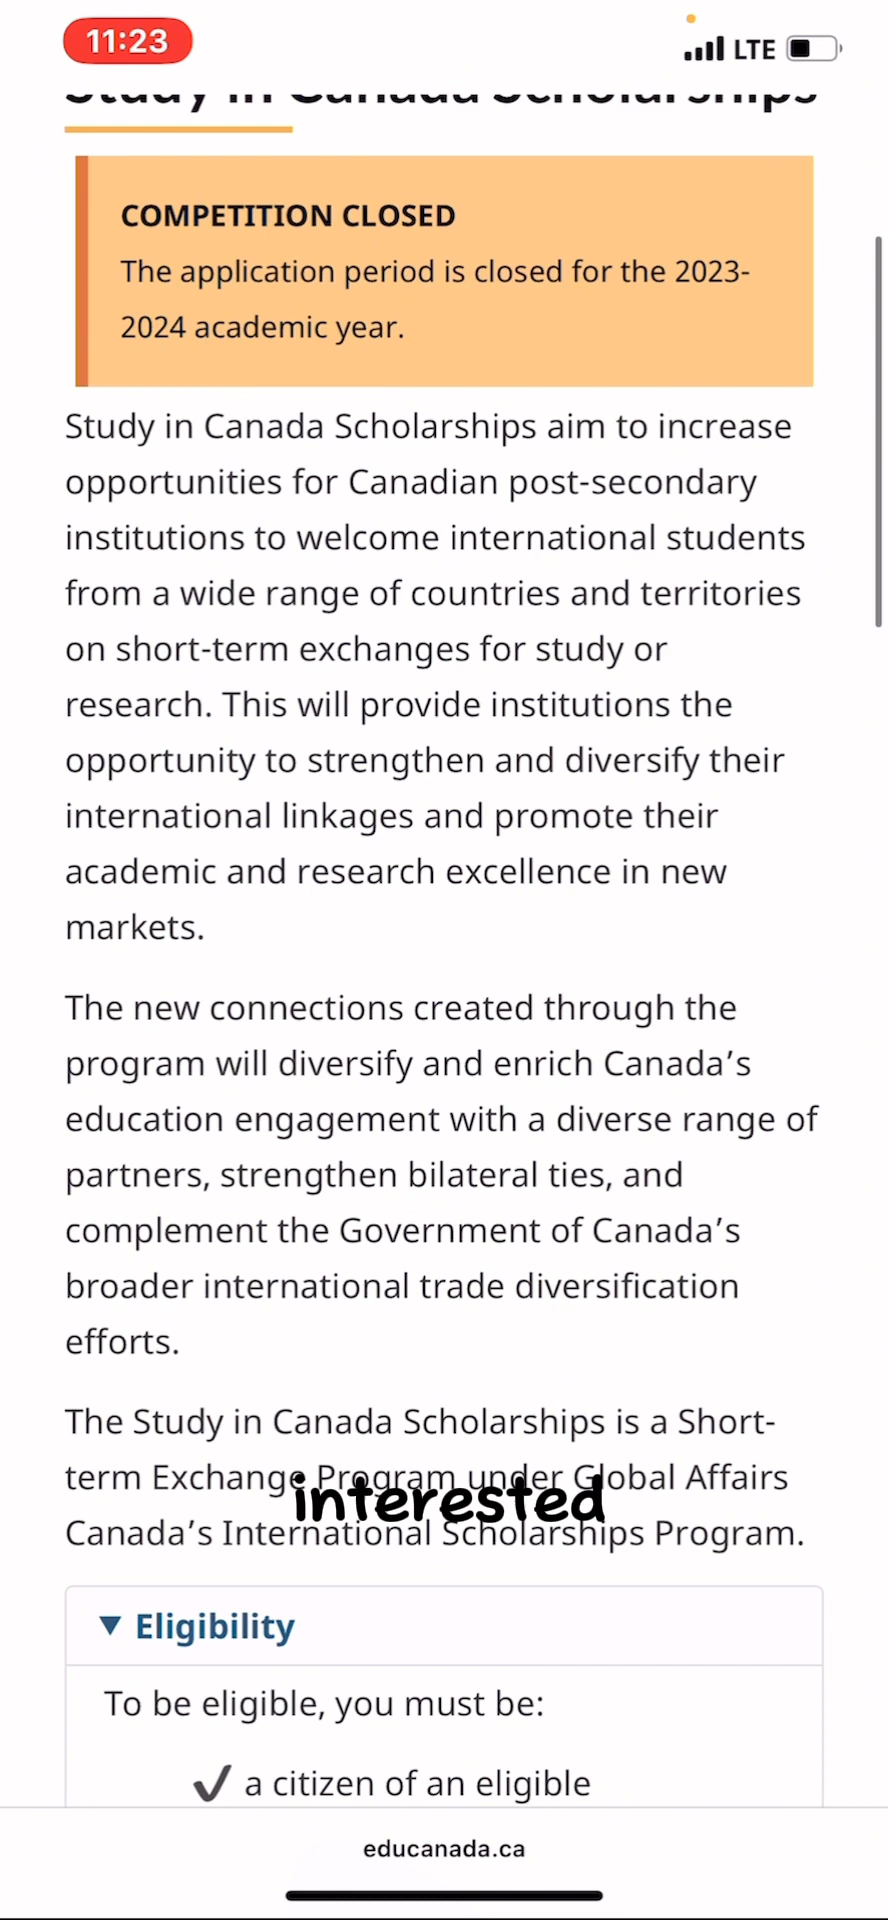 11:23
LTE
Study in Canada Scholarships
COMPETITION CLOSED
The application period is closed for the 2023-
2024 academic year.
Study in Canada Scholarships aim to increase
opportunities for Canadian post-secondary
institutions to welcome international students
from a wide range of countries and territories
on short-term exchanges for study or
research. This will provide institutions the
opportunity to strengthen and diversify their
international linkages and promote their
academic and research excellence in new
markets.
The new connections created through the
program will diversify and enrich Canada’s
education engagement with a diverse range of
partners, strengthen bilateral ties, and
complement the Government of Canada’s
broader international trade diversification
efforts.
The Study in Canada Scholarships is a Short-
term Exchange Program under Global Affairs
interested
Canada’s International Scholarships Program.
▼ Eligibility
To be eligible, you must be:
✔ a citizen of an eligible
educanada.ca